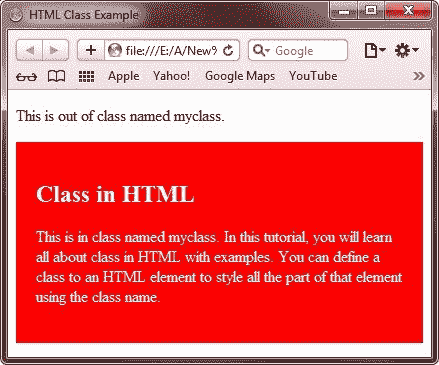 HTML Class Example
file:///E:/A/New9
Google
Apple Yahoo! Google Maps YouTube
This is out of class named myclass.
Class in HTML
This is in class named myclass. In this tutorial, you will learn
all about class in HTML with examples. You can define a
class to an HTML element to style all the part of that element
using the class name.